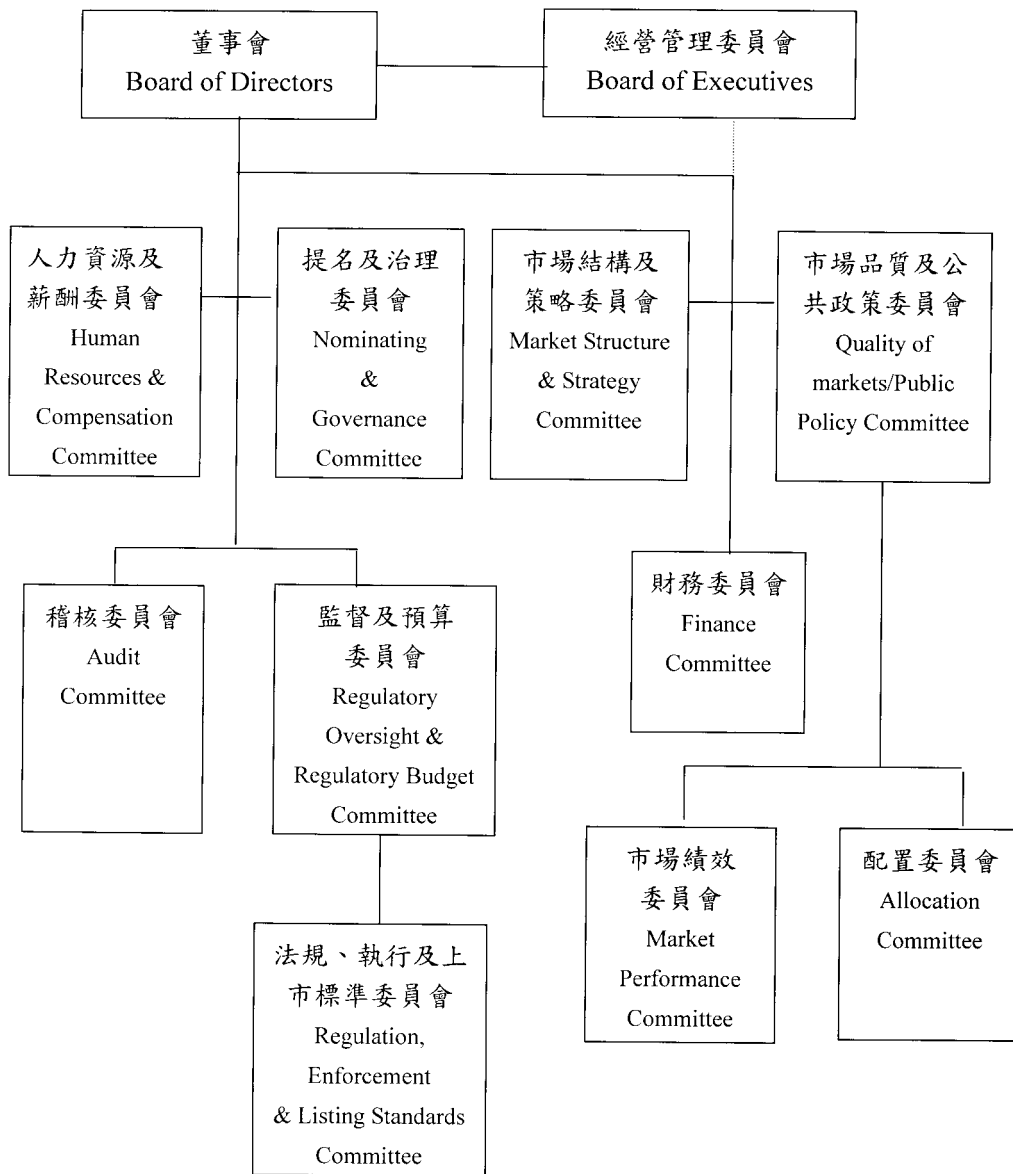 董事會
Board of Directors
經營管理委員會
Board of Executives
人力資源及
薪酬委員會
Human
Resources &
Compensation
Committee
提名及治理
委員會
Nominating
&
Governance
Committee
市場結構及
策略委員會
Market Structure
& Strategy
Committee
市場品質及公
共政策委員會
Quality of
markets/Public
Policy Committee
稽核委員會
Audit
Committee
監督及預算
委員會
Regulatory
Oversight &
Regulatory Budget
Committee
財務委員會
Finance
Committee
市場績效
委員會
Market
Performance
Committee
配置委員會
Allocation
Committee
法規、執行及上
市標準委員會
Regulation,
Enforcement
& Listing Standards
Committee